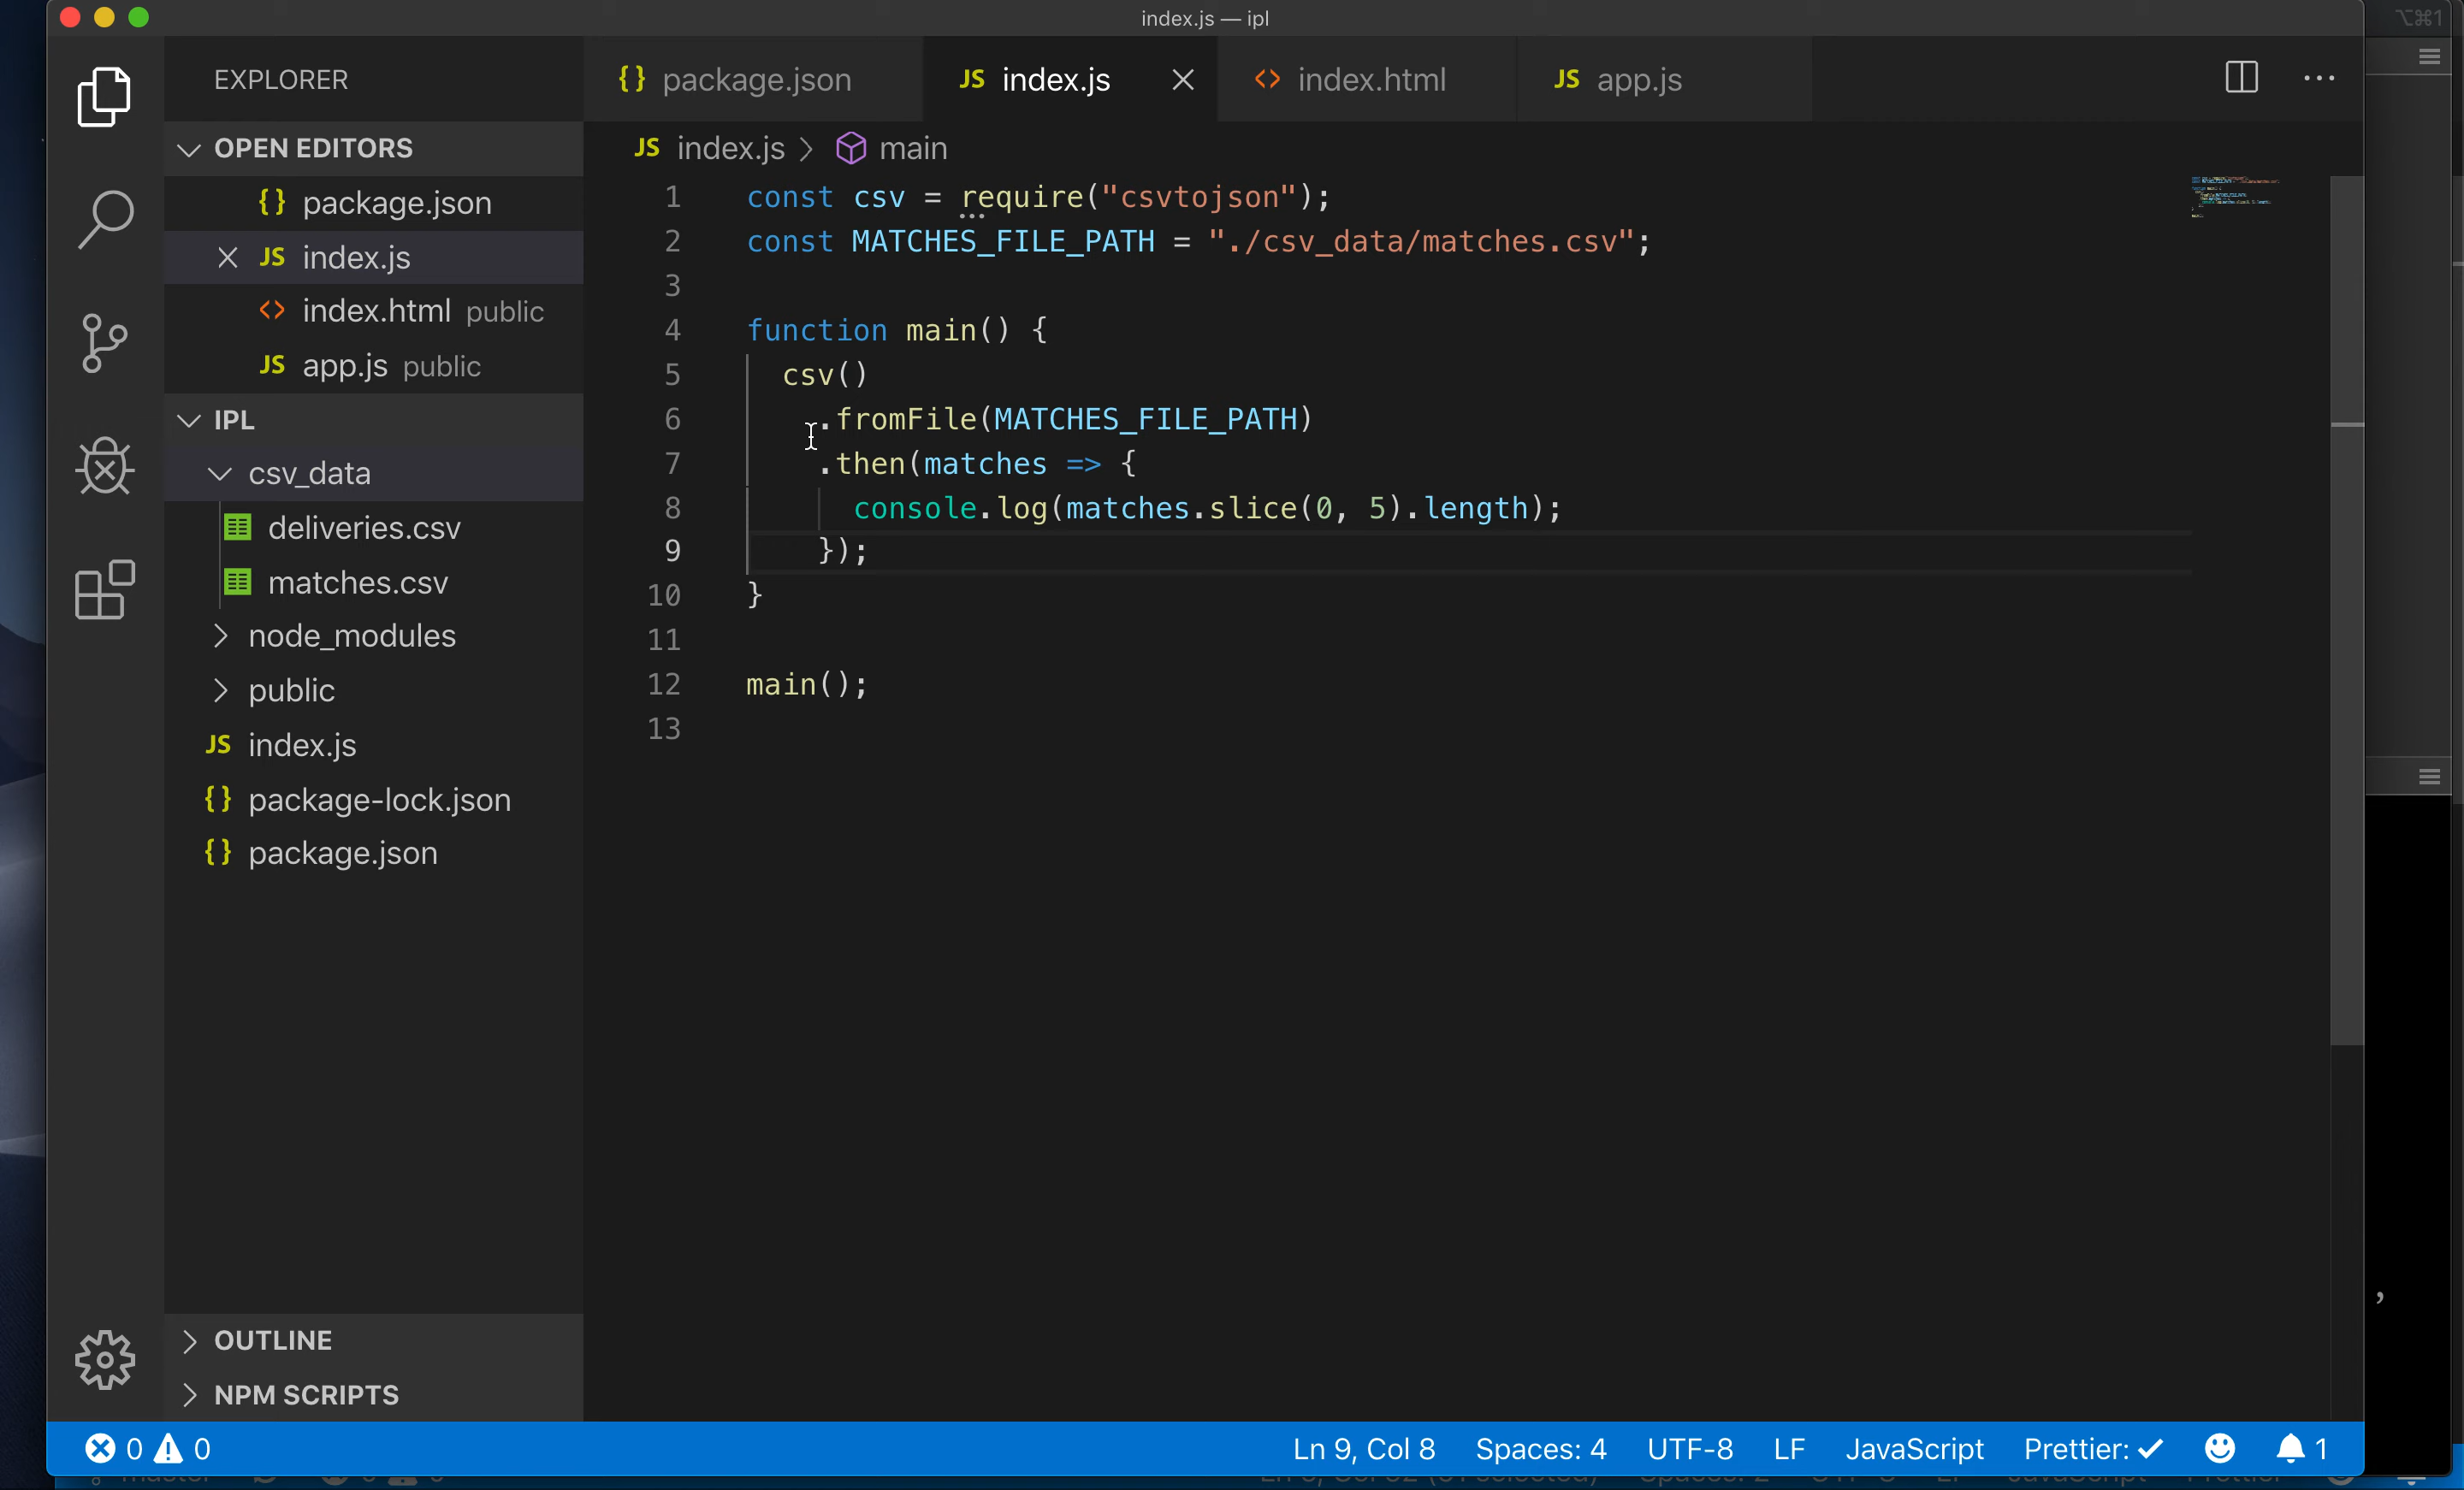 index.js — ipl
⌥⌘1
EXPLORER
{} package.json
JS index.js
<> index.html
JS app.js
OPEN EDITORS
{} package.json
JS index.js
<> index.html public
JS app.js public
IPL
csv_data
deliveries.csv
matches.csv
node_modules
public
JS index.js
{} package-lock.json
{} package.json
OUTLINE
NPM SCRIPTS
JS index.js > main
1 const csv = require("csvtojson");
2 const MATCHES_FILE_PATH = "./csv_data/matches.csv";
3
4 function main() {
5 csv()
6 .fromFile(MATCHES_FILE_PATH)
7 .then(matches => {
8 console.log(matches.slice(0, 5).length);
9 });
10 }
11
12 main();
13
,
0 0
Ln 9, Col 8 Spaces: 4 UTF-8 LF JavaScript Prettier: ✓ 1